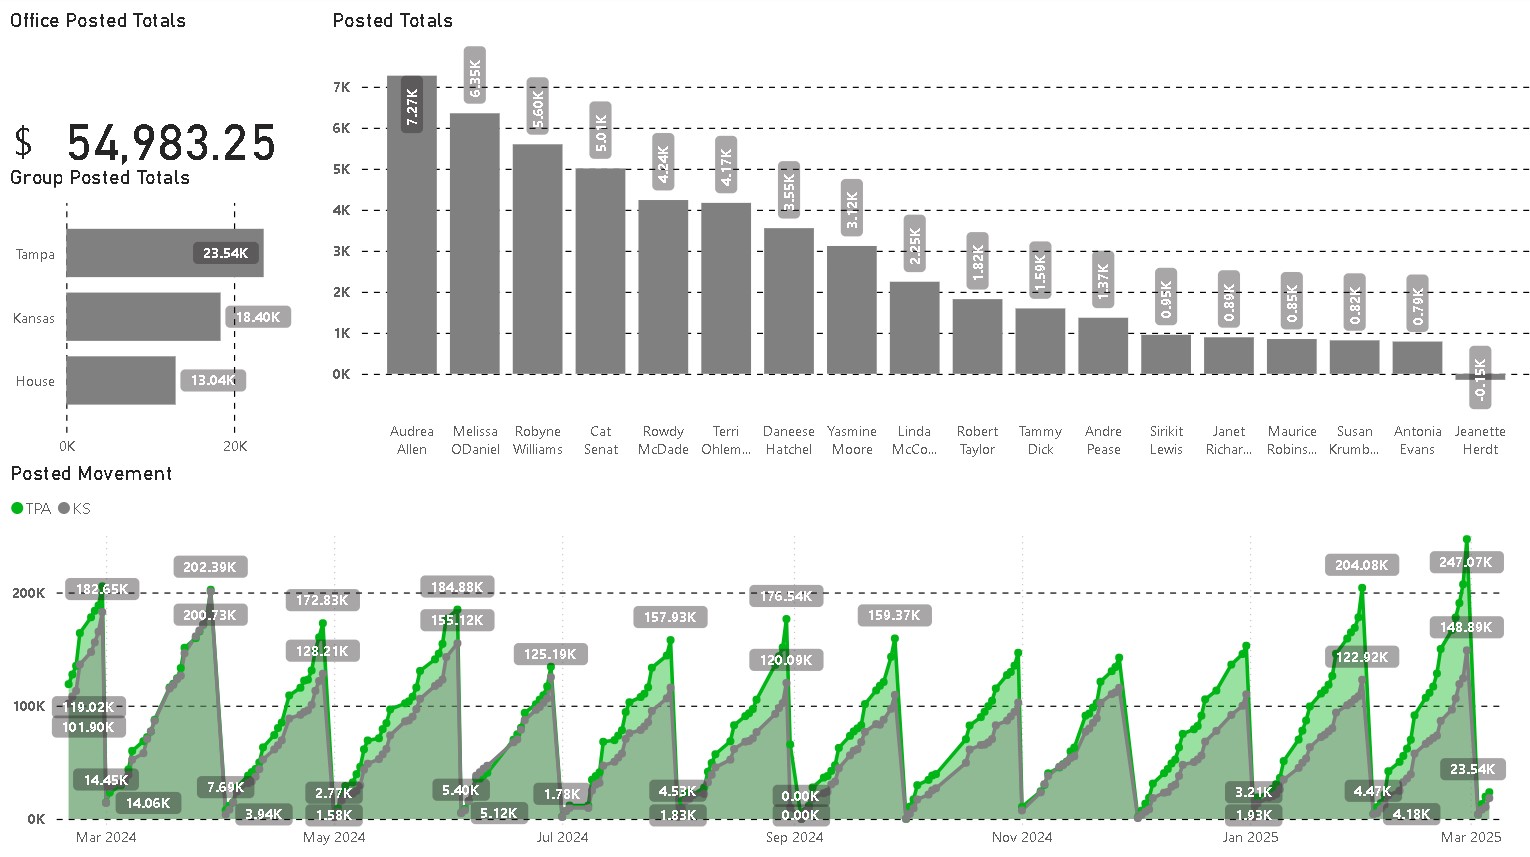 Office Posted Totals
$ 54,983.25
Group Posted Totals
Tampa
23.54K
Kansas
18.40K
House
13.04K
0K 20K
Posted Totals
7K
6K
5K
4K
3K
2K
1K
0K
7.27K
6.35K
5.60K
5.01K
4.24K
4.17K
3.55K
3.12K
2.25K
1.82K
1.59K
1.37K
0.95K
0.89K
0.85K
0.82K
0.79K
-0.15K
Audrea Allen
Melissa ODaniel
Robyne Williams
Cat Senat
Rowdy McDade
Terri Ohlem...
Daneese Hatchel
Yasmine Moore
Linda McCo...
Robert Taylor
Tammy Dick
Andre Pease
Sirikit Lewis
Janet Richar...
Maurice Robins...
Susan Krumb...
Antonia Evans
Jeanette Herdt
Posted Movement
TPA KS
200K
100K
0K
182.65K
119.02K
101.90K
14.45K
14.06K
202.39K
200.73K
7.69K
3.94K
172.83K
128.21K
2.77K
1.58K
184.88K
155.12K
5.40K
5.12K
125.19K
1.78K
157.93K
4.53K
1.83K
176.54K
120.09K
0.00K
0.00K
159.37K
3.21K
1.93K
204.08K
122.92K
4.47K
4.18K
247.07K
148.89K
23.54K
Mar 2024 May 2024 Jul 2024 Sep 2024 Nov 2024 Jan 2025 Mar 2025